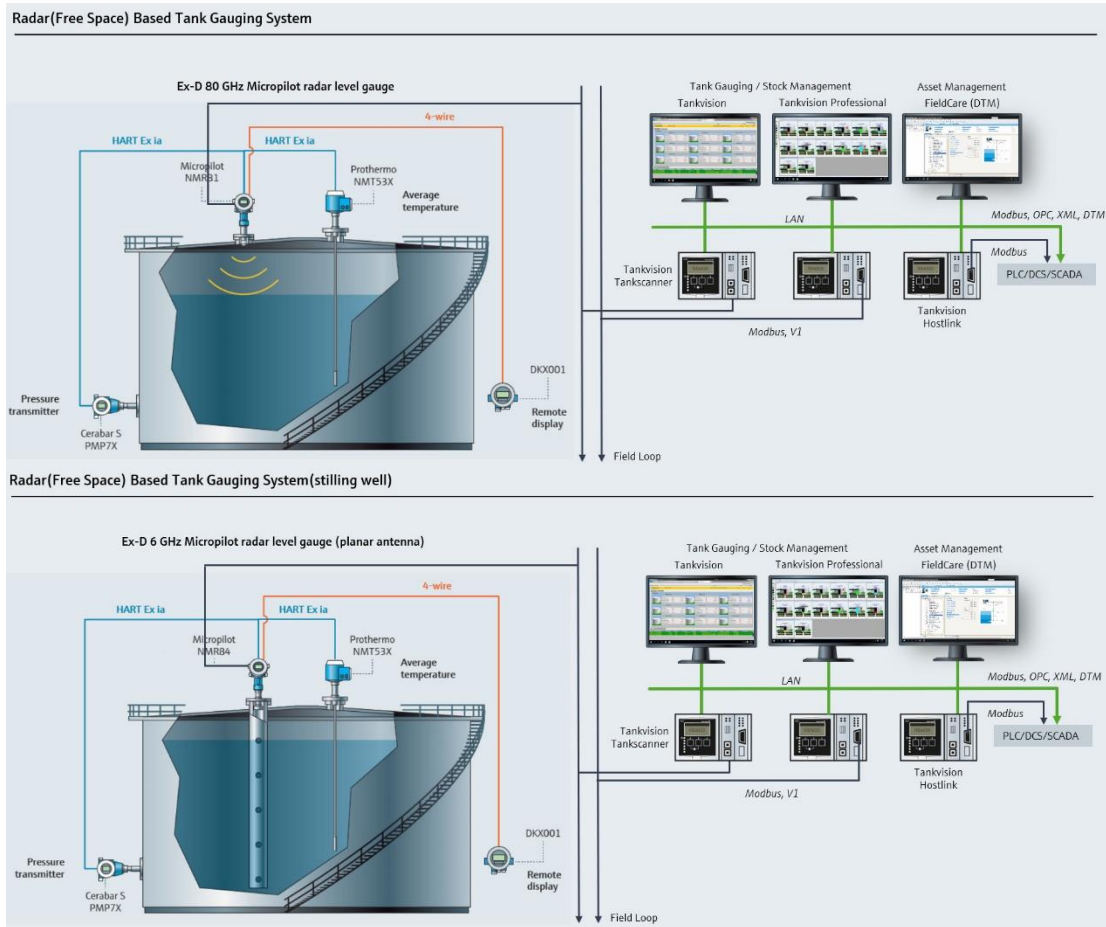 Radar(Free Space) Based Tank Gauging System
Ex-D 80 GHz Micropilot radar level gauge
4-wire
HART Ex ia
HART Ex ia
Micropilot
NMR81
Prothermo
NMT53X
Average
temperature
DKX001
Pressure
transmitter
Cerabar S
PMP7X
Remote
display
Field Loop
Tank Gauging / Stock Management
Tankvision
Tankvision Professional
Asset Management
FieldCare (DTM)
LAN
Modbus, OPC, XML, DTM
Modbus
PLC/DCS/SCADA
Tankvision
Tankscanner
Tankvision
Hostlink
Modbus, V1
Radar(Free Space) Based Tank Gauging System(stilling well)
Ex-D 6 GHz Micropilot radar level gauge (planar antenna)
4-wire
HART Ex ia
HART Ex ia
Micropilot
NMR84
Prothermo
NMT53X
Average
temperature
DKX001
Pressure
transmitter
Cerabar S
PMP7X
Remote
display
Field Loop
Tank Gauging / Stock Management
Tankvision
Tankvision Professional
Asset Management
FieldCare (DTM)
LAN
Modbus, OPC, XML, DTM
Modbus
PLC/DCS/SCADA
Tankvision
Tankscanner
Tankvision
Hostlink
Modbus, V1